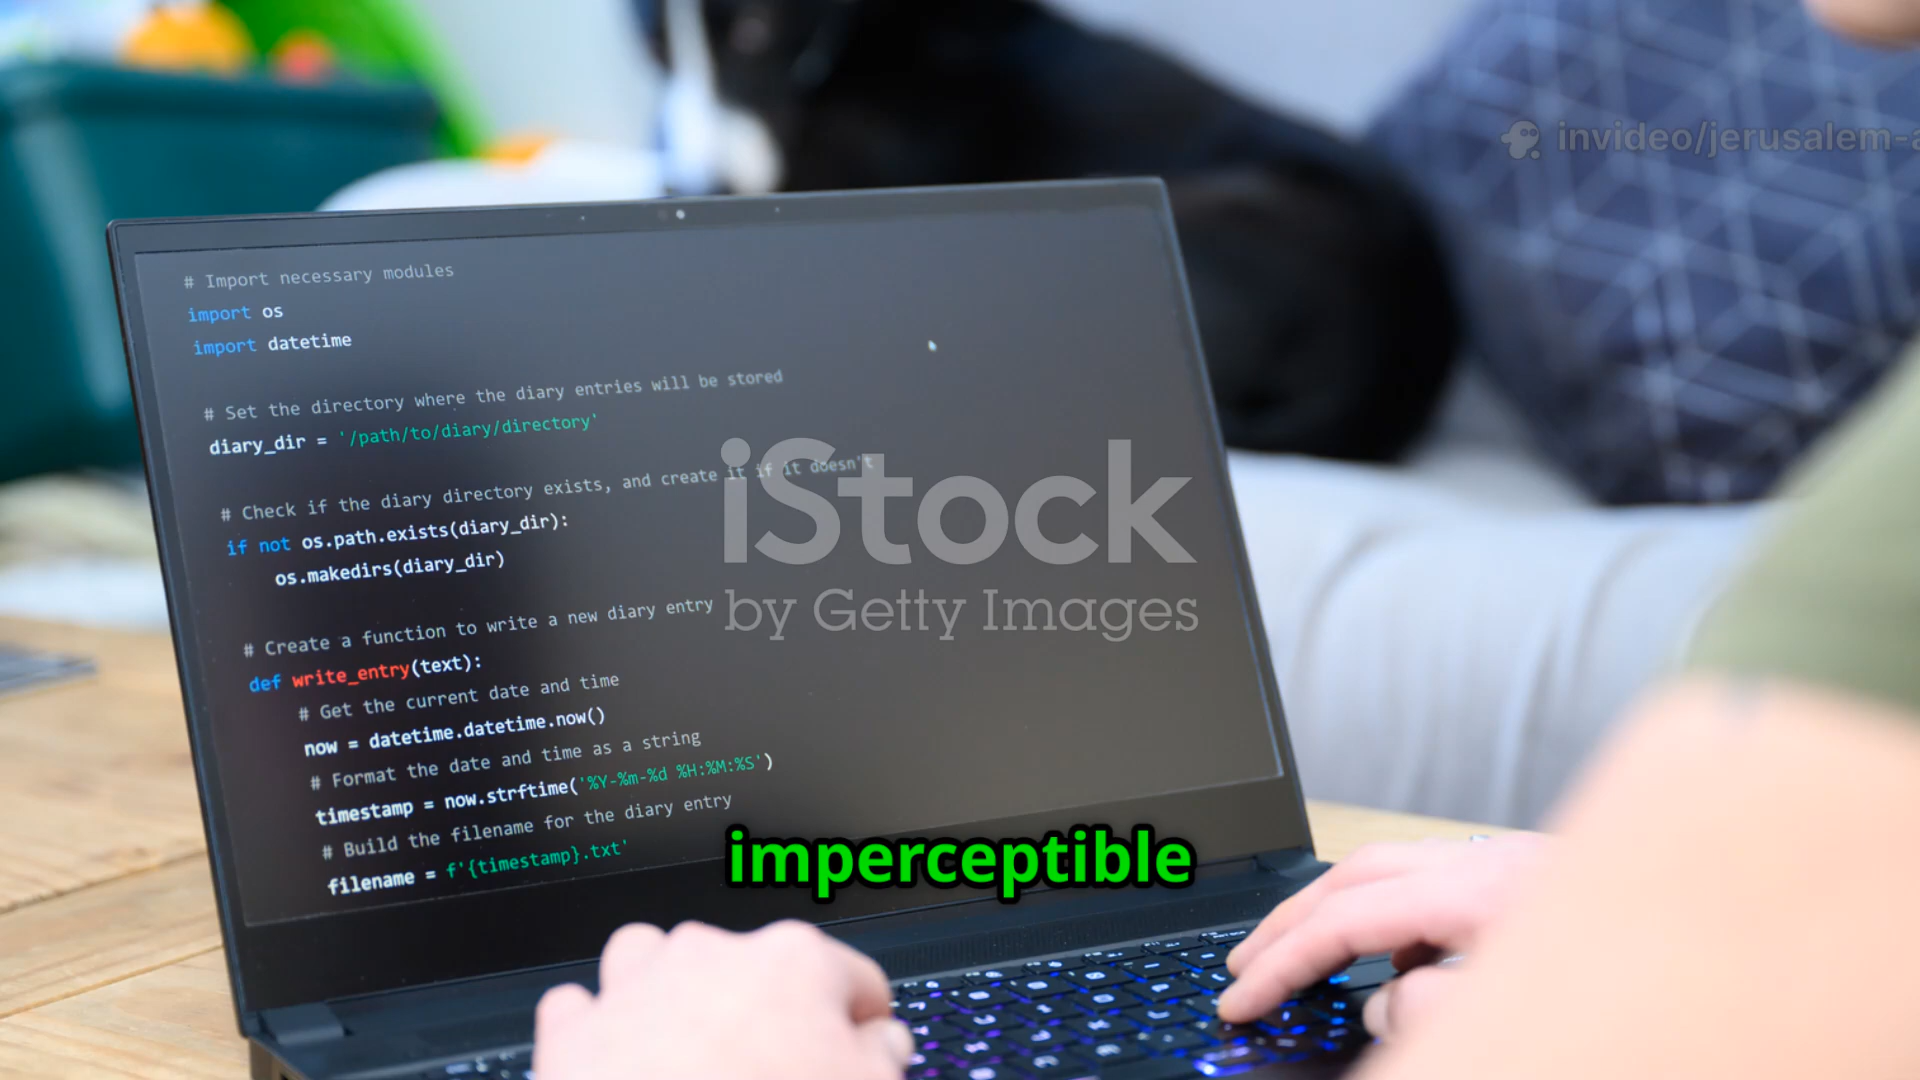 invideo/jerusalem-a
# Import necessary modules
import os
import datetime
# Set the directory where the diary entries will be stored
diary_dir = '/path/to/diary/directory'
# Check if the diary directory exists, and create it if it doesn't
if not os.path.exists(diary_dir):
os.makedirs(diary_dir)
# Create a function to write a new diary entry
def write_entry(text):
# Get the current date and time
now = datetime.datetime.now()
# Format the date and time as a string
timestamp = now.strftime('%Y-%m-%d %H:%M:%S')
# Build the filename for the diary entry
filename = f'{timestamp}.txt'
iStock
by Getty Images
imperceptible